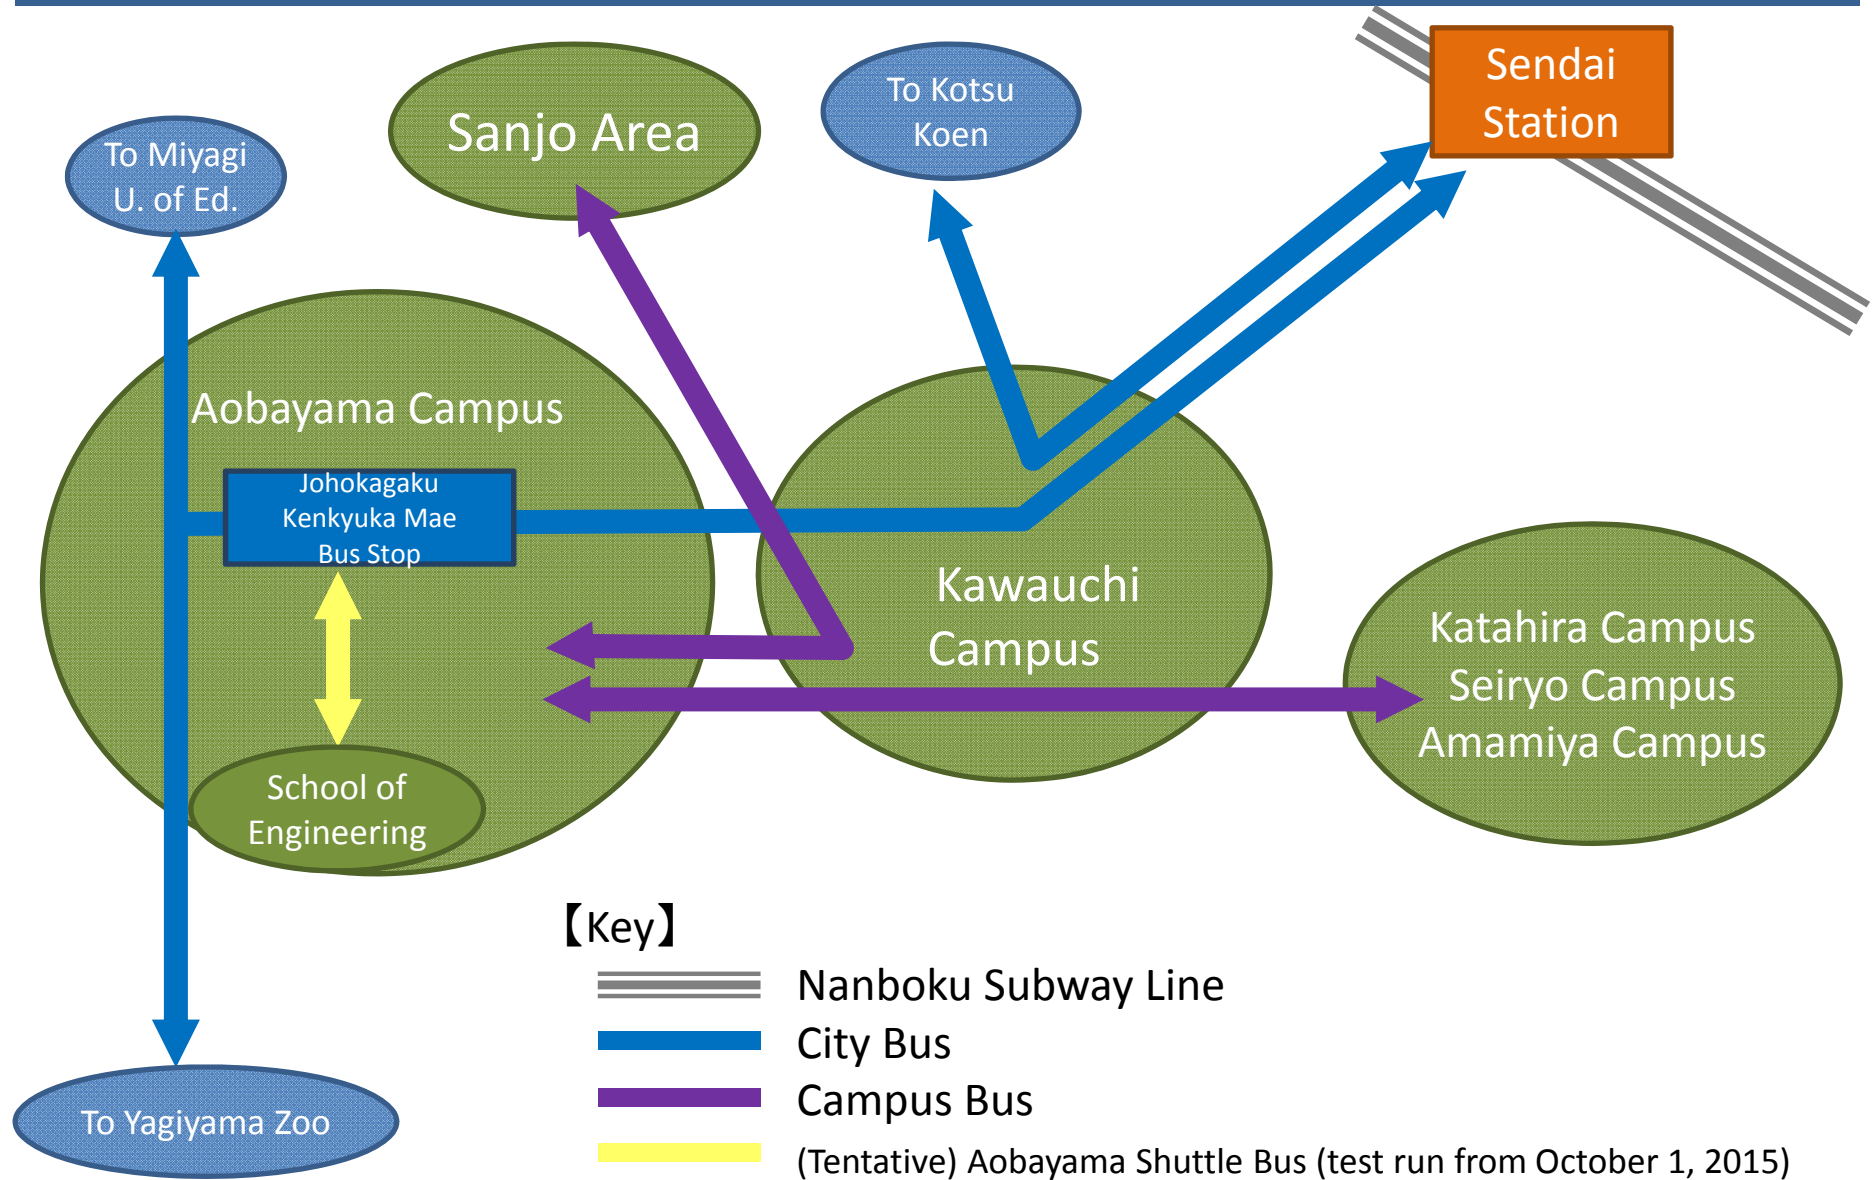 Sendai
Station
To Kotsu
Koen
Sanjo Area
To Miyagi
U. of Ed.
Aobayama Campus
Johokagaku
Kenkyuka Mae
Bus Stop
Kawauchi
Campus
Katahira Campus
Seiryo Campus
Amamiya Campus
School of
Engineering
To Yagiyama Zoo
【Key】
Nanboku Subway Line
City Bus
Campus Bus
(Tentative) Aobayama Shuttle Bus (test run from October 1, 2015)